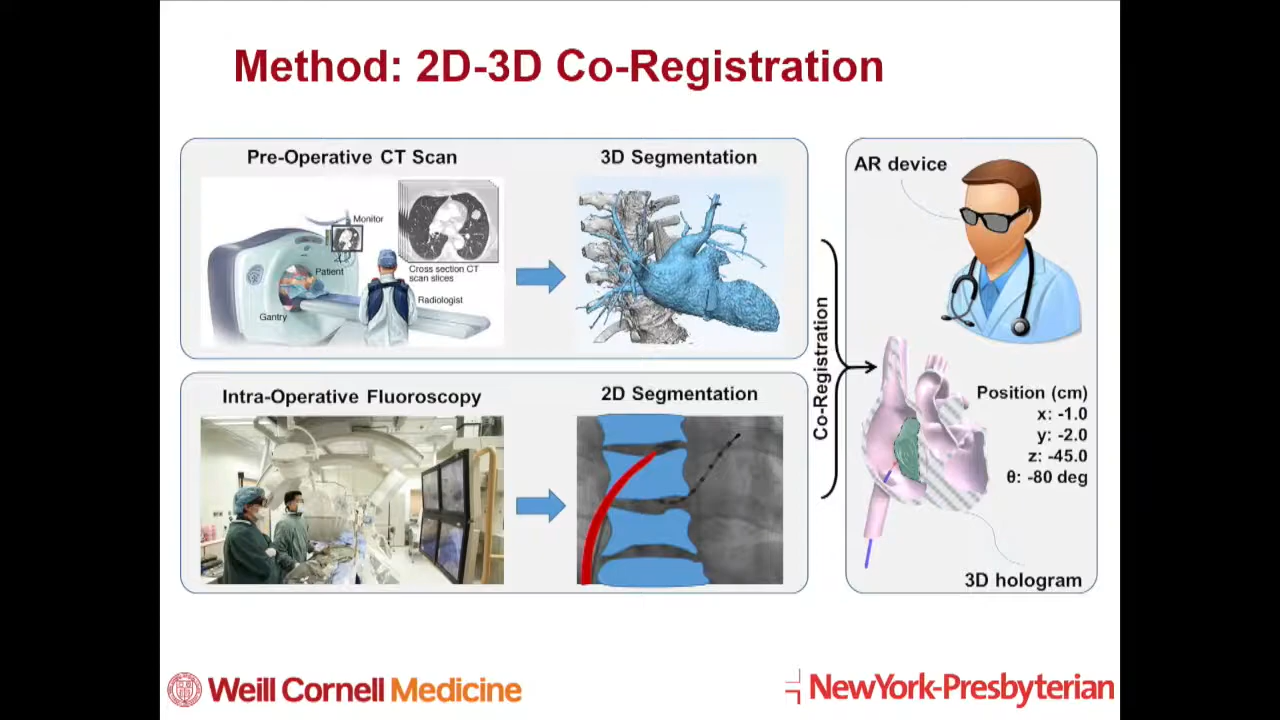 Method: 2D-3D Co-Registration
Pre-Operative CT Scan
3D Segmentation
Monitor
Patient
Gantry
Cross section CT
scan slices
Radiologist
Intra-Operative Fluoroscopy
2D Segmentation
Co-Registration
AR device
Position (cm)
x: -1.0
y: -2.0
z: -45.0
θ: -80 deg
3D hologram
Weill Cornell Medicine
NewYork-Presbyterian